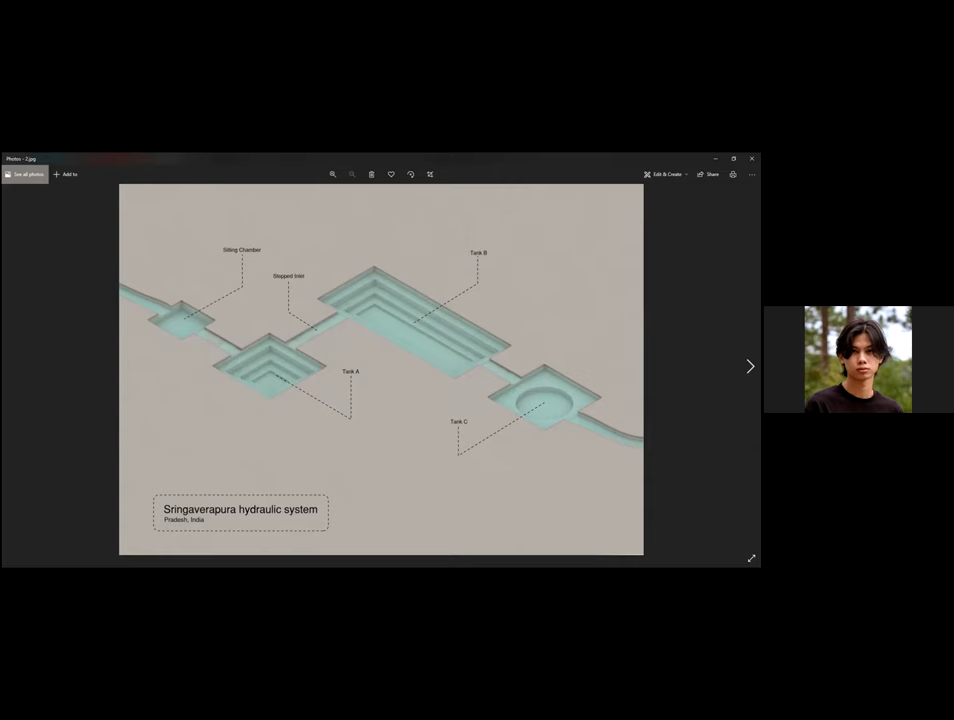 Photos - 2.jpg
See all photos
Add to
Edit & Create
Share
Silting Chamber
Tank B
Stepped Inlet
Tank A
Tank C
Sringaverapura hydraulic system
Pradesh, India